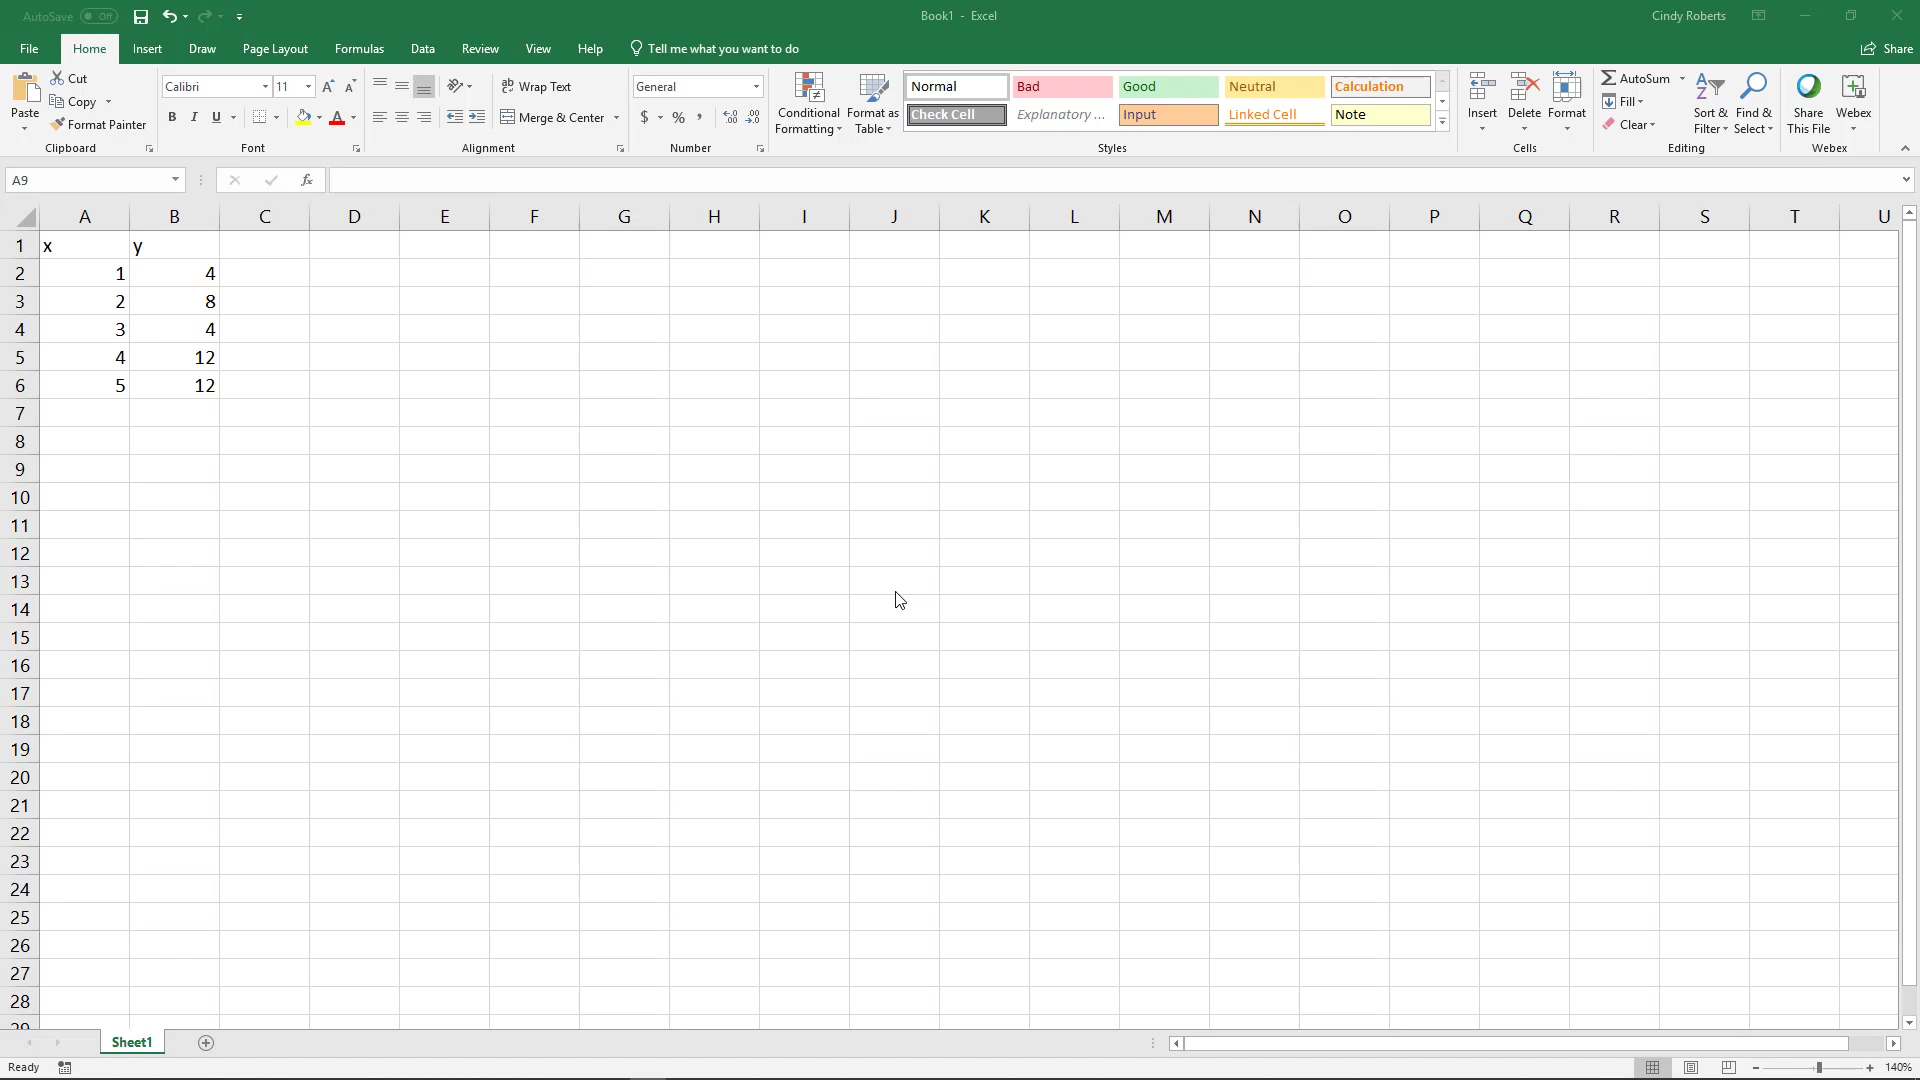 AutoSave Off Book1 - Excel Cindy Roberts
File Home Insert Draw Page Layout Formulas Data Review View Help Tell me what you want to do Share
Paste
Cut
Copy
Format Painter
Clipboard
Calibri 11
B I U
Font
Wrap Text
Merge & Center
Alignment
General
$ % ,
Number
Conditional
Formatting
Format as
Table
Normal Bad Good Neutral Calculation
Check Cell Explanatory ... Input Linked Cell Note
Styles
Insert Delete Format
Cells
AutoSum
Fill
Clear
Sort &
Filter
Find &
Select
Editing
Share
This File
Webex
Webex
A9 fx
A B C D E F G H I J K L M N O P Q R S T U
1 x y
2 1 4
3 2 8
4 3 4
5 4 12
6 5 12
7
8
9
10
11
12
13
14
15
16
17
18
19
20
21
22
23
24
25
26
27
28
29
Sheet1
Ready 140%